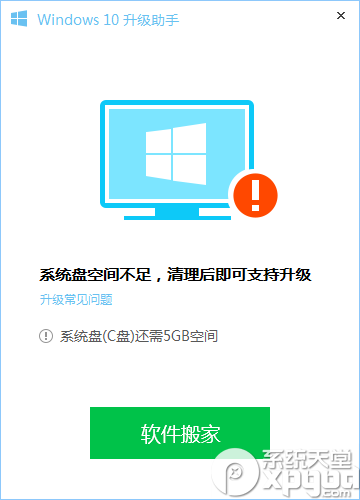 Windows 10 升级助手
系统盘空间不足，清理后即可支持升级
升级常见问题
系统盘(C盘)还需5GB空间
软件搬家
系统天堂
xpgod